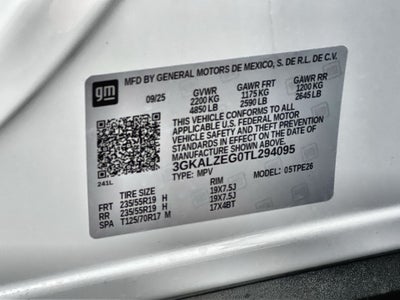 gm
MFD BY GENERAL MOTORS DE MEXICO, S. DE R.L. DE C.V.
09/25 GVWR GAWR FRT GAWR RR
2200 KG 1175 KG 1200 KG
4850 LB 2590 LB 2645 LB
THIS VEHICLE CONFORMS TO ALL
APPLICABLE U.S. FEDERAL MOTOR
VEHICLE SAFETY AND THEFT
PREVENTION STANDARDS IN EFFECT
ON THE DATE OF
MANUFACTURE SHOWN ABOVE.
3GKALZEG0TL294095
TYPE: MPV MODEL: 05TPE26
241L
TIRE SIZE RIM
FRT 235/55R19 H 19X7.5J
RR 235/55R19 H 19X7.5J
SPA T125/70R17 M 17X4BT